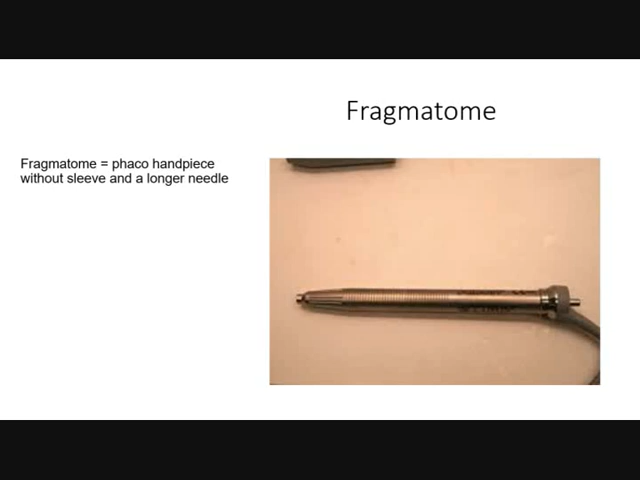 Fragmatome
Fragmatome = phaco handpiece
without sleeve and a longer needle